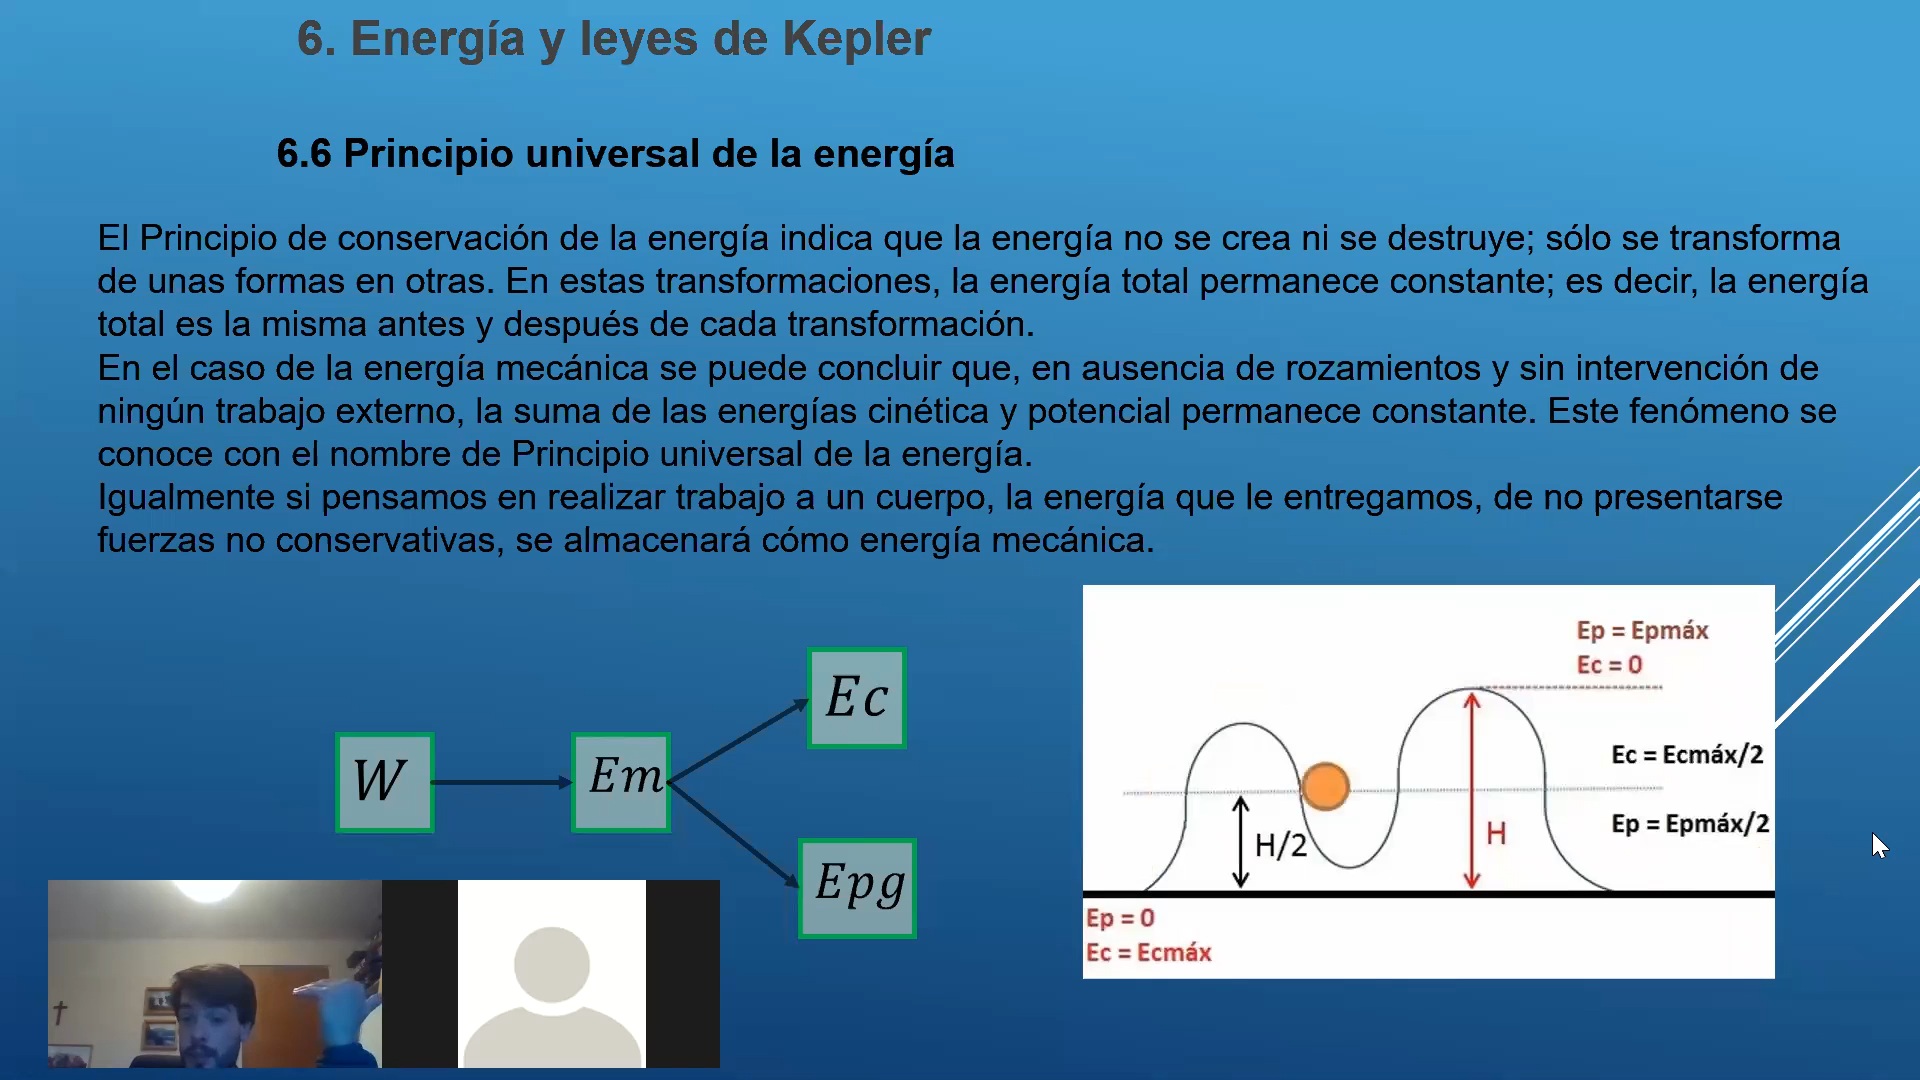 6. Energía y leyes de Kepler
6.6 Principio universal de la energía
El Principio de conservación de la energía indica que la energía no se crea ni se destruye; sólo se transforma
de unas formas en otras. En estas transformaciones, la energía total permanece constante; es decir, la energía
total es la misma antes y después de cada transformación.
En el caso de la energía mecánica se puede concluir que, en ausencia de rozamientos y sin intervención de
ningún trabajo externo, la suma de las energías cinética y potencial permanece constante. Este fenómeno se
conoce con el nombre de Principio universal de la energía.
Igualmente si pensamos en realizar trabajo a un cuerpo, la energía que le entregamos, de no presentarse
fuerzas no conservativas, se almacenará cómo energía mecánica.
W
Em
Ec
Epg
Ep = Epmáx
Ec = 0
Ec = Ecmáx/2
Ep = Epmáx/2
H/2
H
Ep = 0
Ec = Ecmáx